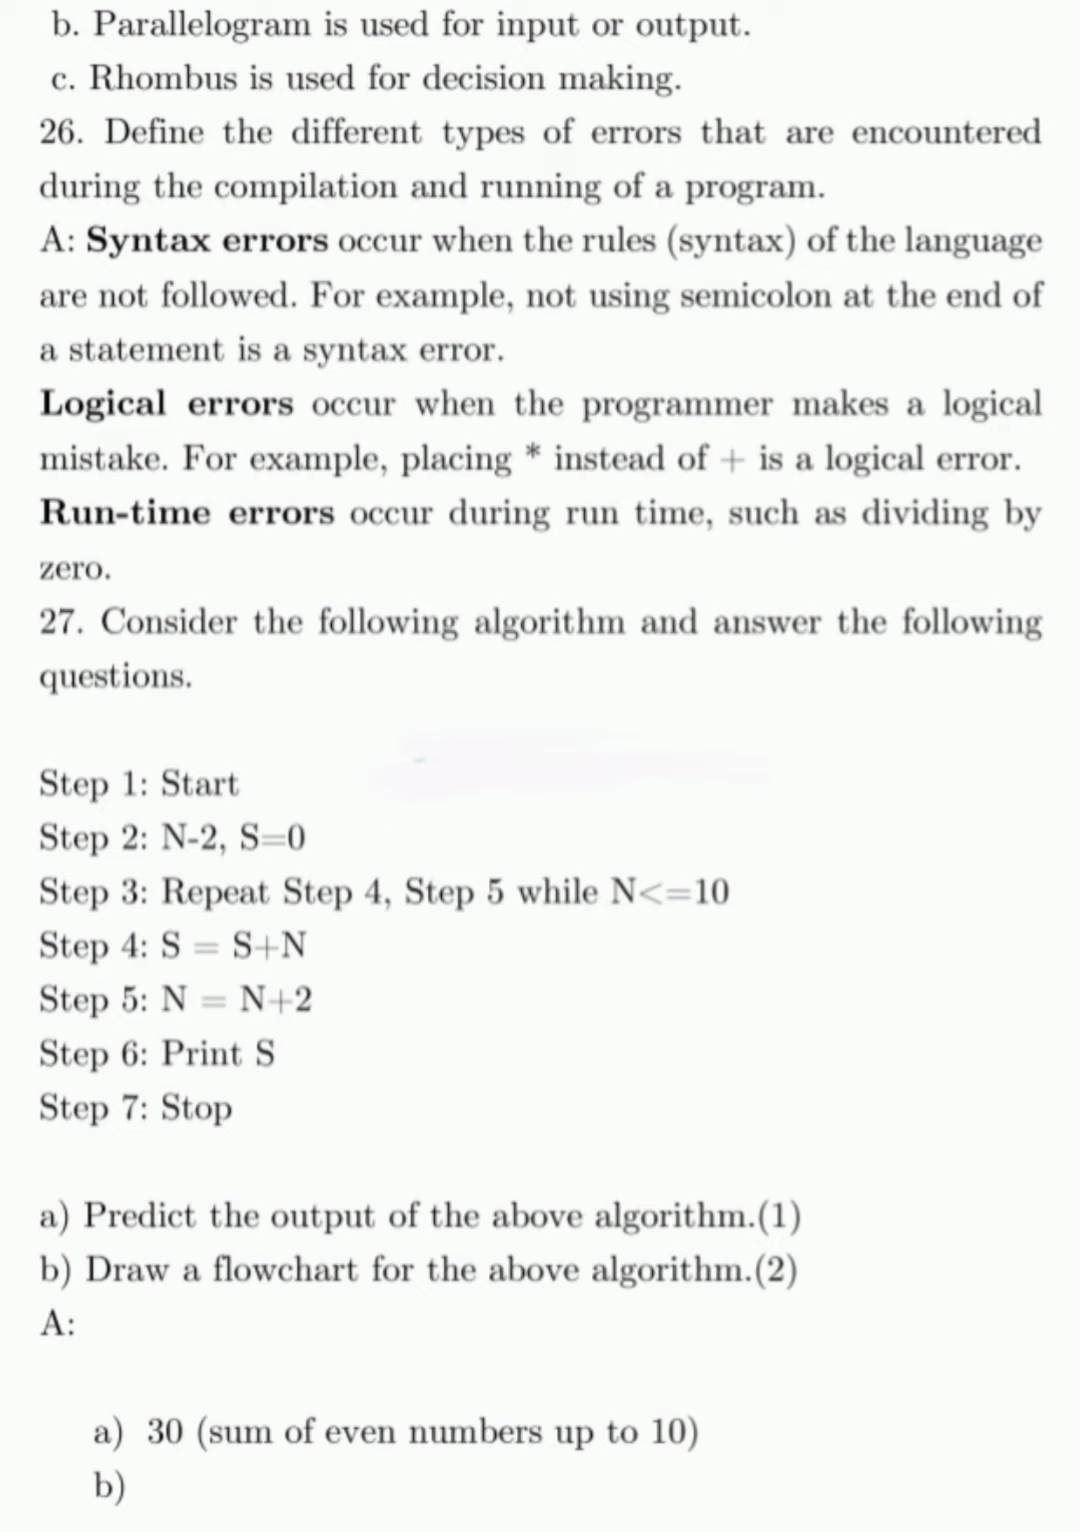 b. Parallelogram is used for input or output.
c. Rhombus is used for decision making.
26. Define the different types of errors that are encountered
during the compilation and running of a program.
A: Syntax errors occur when the rules (syntax) of the language
are not followed. For example, not using semicolon at the end of
a statement is a syntax error.
Logical errors occur when the programmer makes a logical
mistake. For example, placing * instead of + is a logical error.
Run-time errors occur during run time, such as dividing by
zero.
27. Consider the following algorithm and answer the following
questions.
Step 1: Start
Step 2: N-2, S=0
Step 3: Repeat Step 4, Step 5 while N<=10
Step 4: S = S+N
Step 5: N = N+2
Step 6: Print S
Step 7: Stop
a) Predict the output of the above algorithm.(1)
b) Draw a flowchart for the above algorithm.(2)
A:
a) 30 (sum of even numbers up to 10)
b)